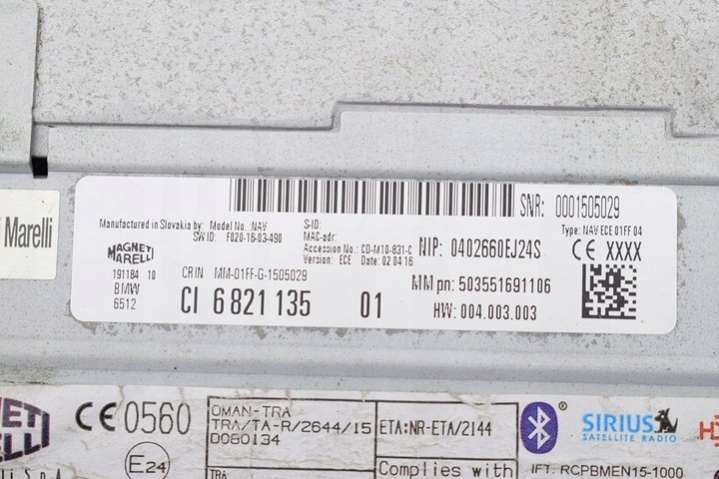 SNR: 0001505029
Manufactured in Slovakia by: Model No.: NAV S-ID: Type: NAV ECE 01FF 04
SW ID: F020-16-03-490 MAC-adr:
Accession No.: CD-M10-831-C NIP: 0402660EJ24S CE XXXX
Version: ECE Date: 02 04 16
MAGNETI
MARELLI
191184 10 CRIN MM-01FF-G-1505029 MM pn: 503551691106
BMW
6512 CI 6 821 135 01 HW: 004.003.003
Marelli
CE 0560 OMAN-TRA
TRA/TA-R/2644/15 ETA:NR-ETA/2144 SIRIUS
D080134 SATELLITE RADIO
E24 TRA Complies with IFT: RCPBMEN15-1000